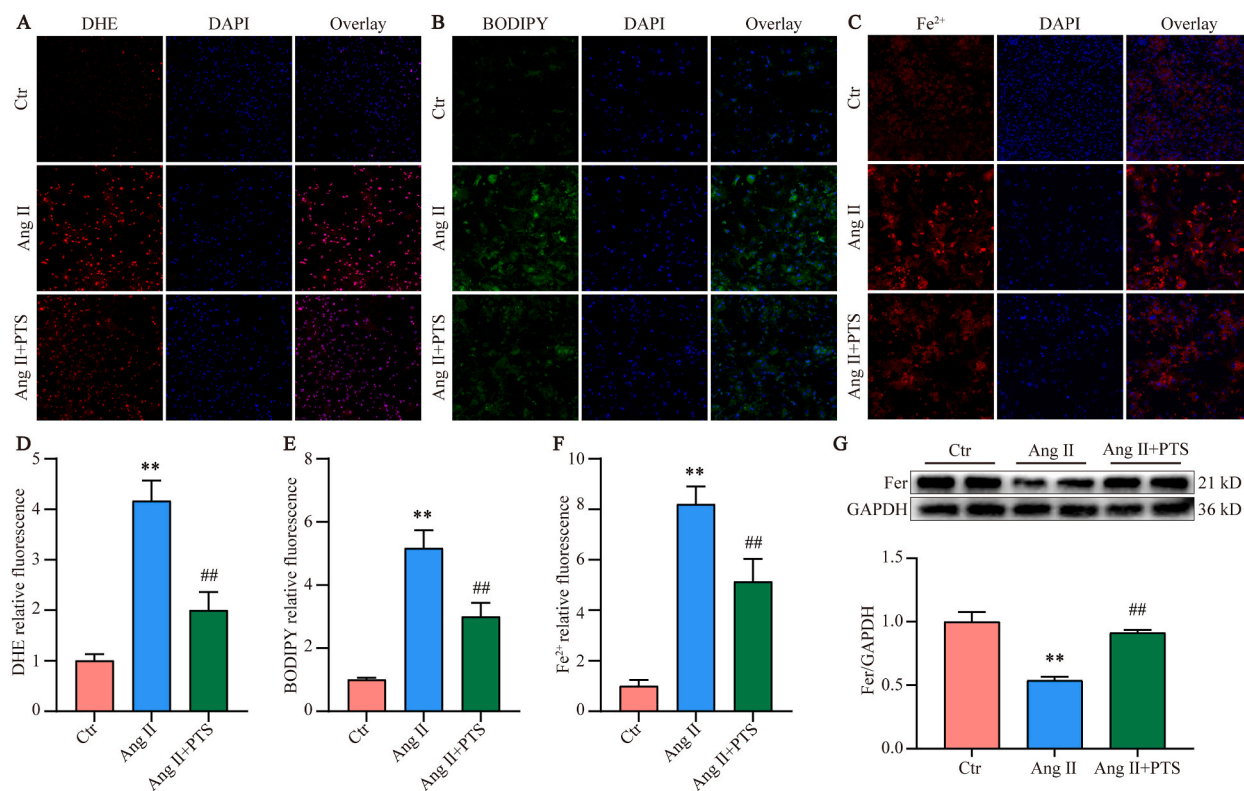 A
DHE DAPI Overlay
Ctr
Ang II
Ang II+PTS
B
BODIPY DAPI Overlay
Ctr
Ang II
Ang II+PTS
C
Fe²⁺ DAPI Overlay
Ctr
Ang II
Ang II+PTS
D
DHE relative fluorescence
5
4
3
2
1
0
**
##
Ctr
Ang II
Ang II+PTS
E
BODIPY relative fluorescence
8
6
4
2
0
**
##
Ctr
Ang II
Ang II+PTS
F
Fe²⁺ relative fluorescence
10
8
6
4
2
0
**
##
Ctr
Ang II
Ang II+PTS
G
Ctr Ang II Ang II+PTS
Fer 21 kD
GAPDH 36 kD
Fer/GAPDH
1.5
1.0
0.5
0.0
**
##
Ctr Ang II Ang II+PTS